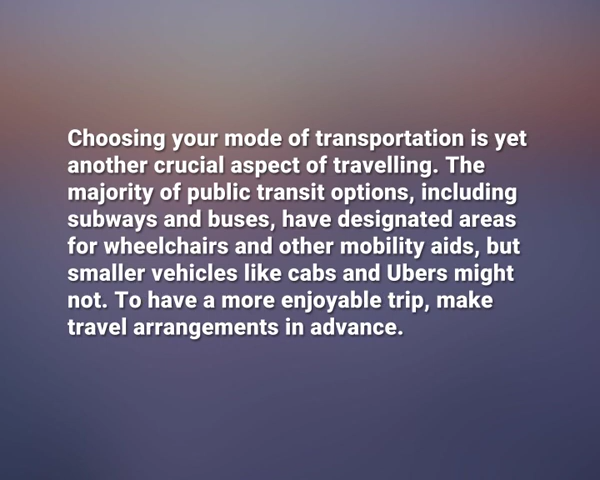 Choosing your mode of transportation is yet
another crucial aspect of travelling. The
majority of public transit options, including
subways and buses, have designated areas
for wheelchairs and other mobility aids, but
smaller vehicles like cabs and Ubers might
not. To have a more enjoyable trip, make
travel arrangements in advance.